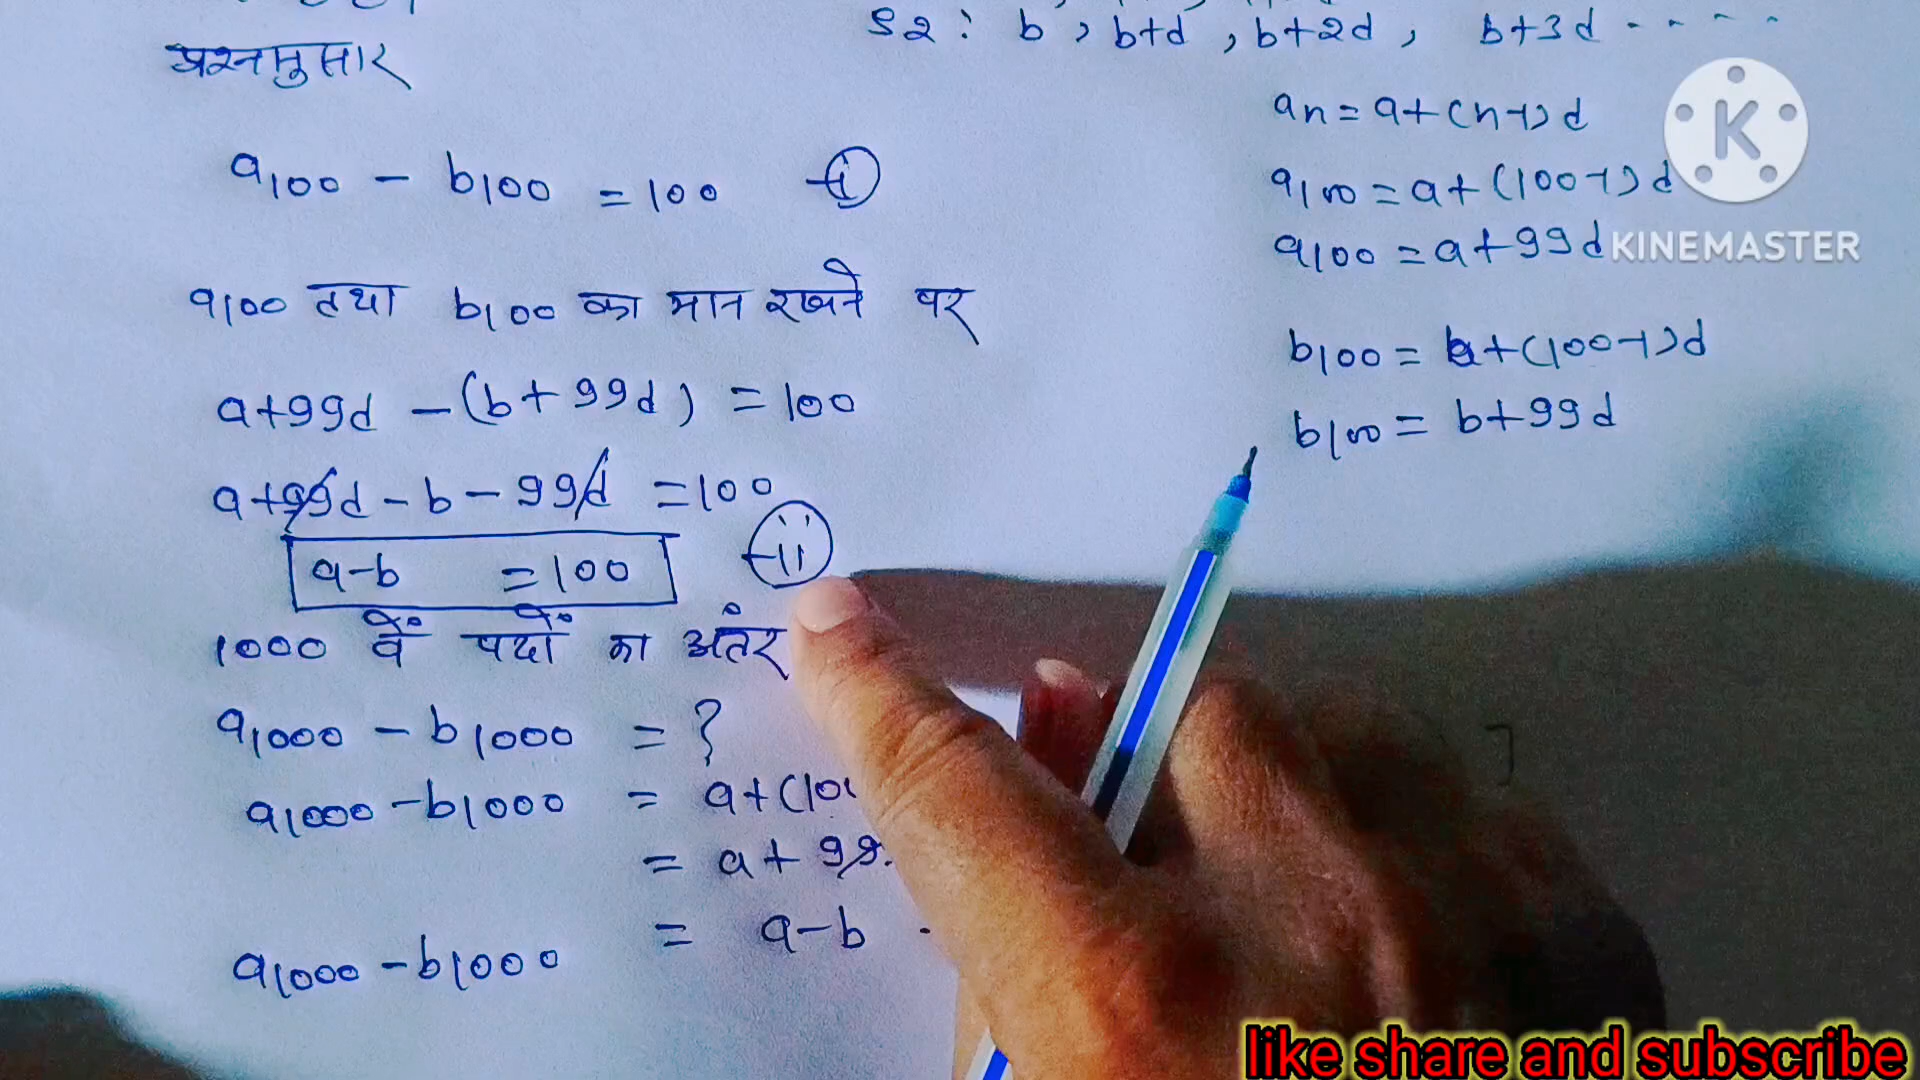 S2 : b, b+d, b+2d, b+3d - - - -
प्रश्नानुसार
an = a+(n-1)d
a100 - b100 = 100 -(i)
a100 = a+(100-1)d
a100 = a+99d
KINEMASTER
a100 तथा b100 का मान रखने पर
b100 = b+(100-1)d
a+99d - (b+99d) = 100
b100 = b+99d
a+99d - b - 99d = 100
a-b = 100 -(ii)
1000 वें पदों का अंतर
a1000 - b1000 = ?
a1000 - b1000 = a+(100
= a+99
= a-b
a1000 - b1000
like share and subscribe